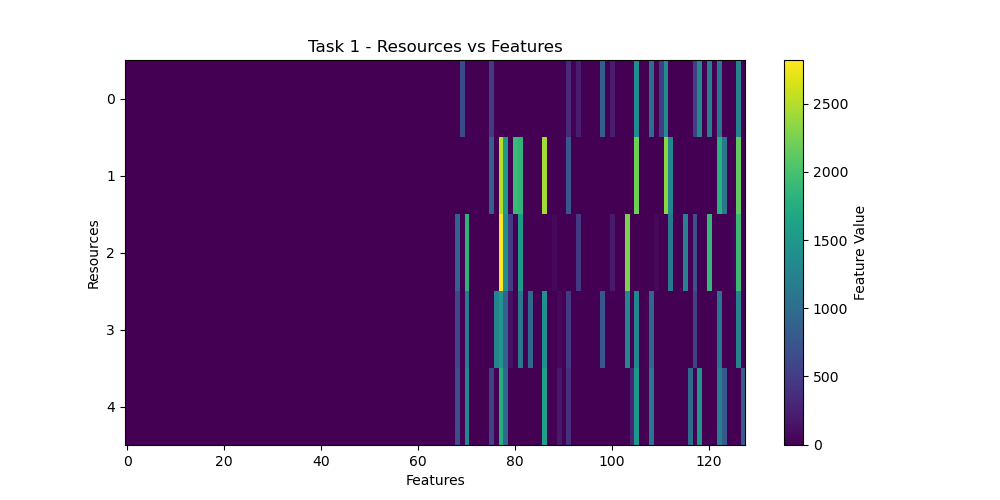 Task 1 - Resources vs Features
Resources
0
1
2
3
4
0 20 40 60 80 100 120
Features
2500
2000
1500
1000
500
0
Feature Value